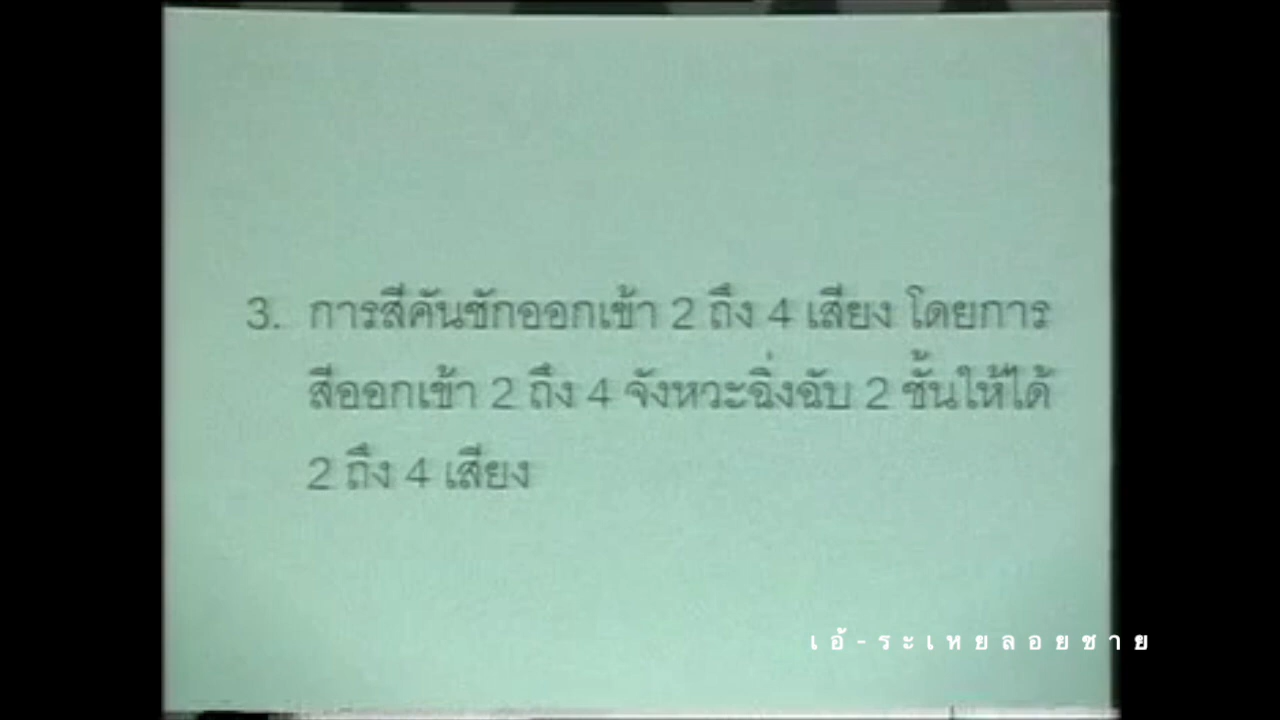 3. การสีคันชักออกเข้า 2 ถึง 4 เสียง โดยการ
สีออกเข้า 2 ถึง 4 จังหวะฉิ่งฉับ 2 ชั้นให้ได้
2 ถึง 4 เสียง
เอ้-ระเหยลอยชาย